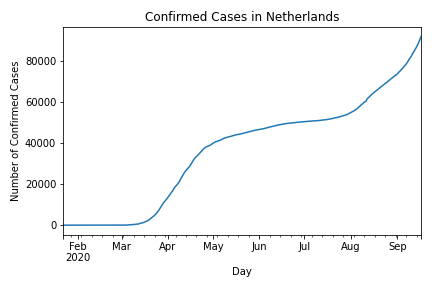 Confirmed Cases in Netherlands
Number of Confirmed Cases
80000
60000
40000
20000
0
Feb Mar Apr May Jun Jul Aug Sep
2020
Day